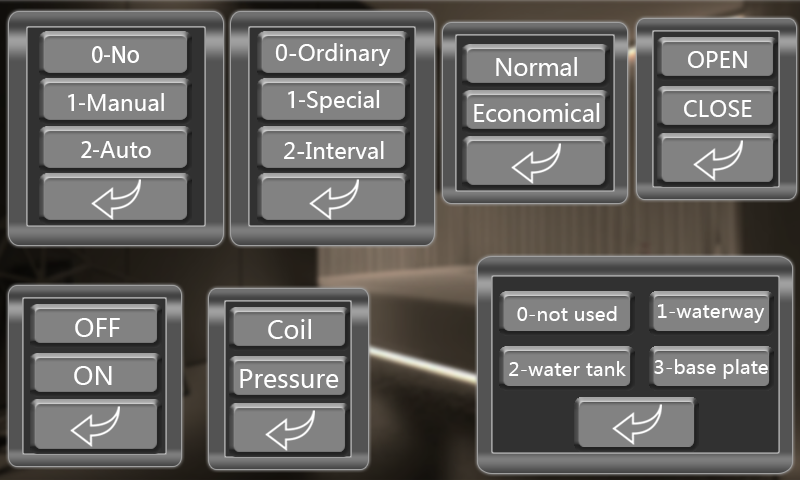 0-No
1-Manual
2-Auto
0-Ordinary
1-Special
2-Interval
Normal
Economical
OPEN
CLOSE
OFF
ON
Coil
Pressure
0-not used
1-waterway
2-water tank
3-base plate